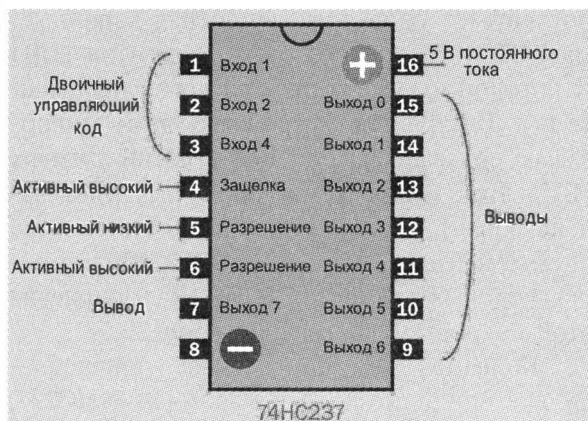 Двоичный
управляющий
код
Активный высокий
Активный низкий
Активный высокий
Вывод
1 Вход 1
2 Вход 2
3 Вход 4
4 Защелка
5 Разрешение
6 Разрешение
7 Выход 7
8 −
+ 16
Выход 0 15
Выход 1 14
Выход 2 13
Выход 3 12
Выход 4 11
Выход 5 10
Выход 6 9
5 В постоянного
тока
Выводы
74HC237